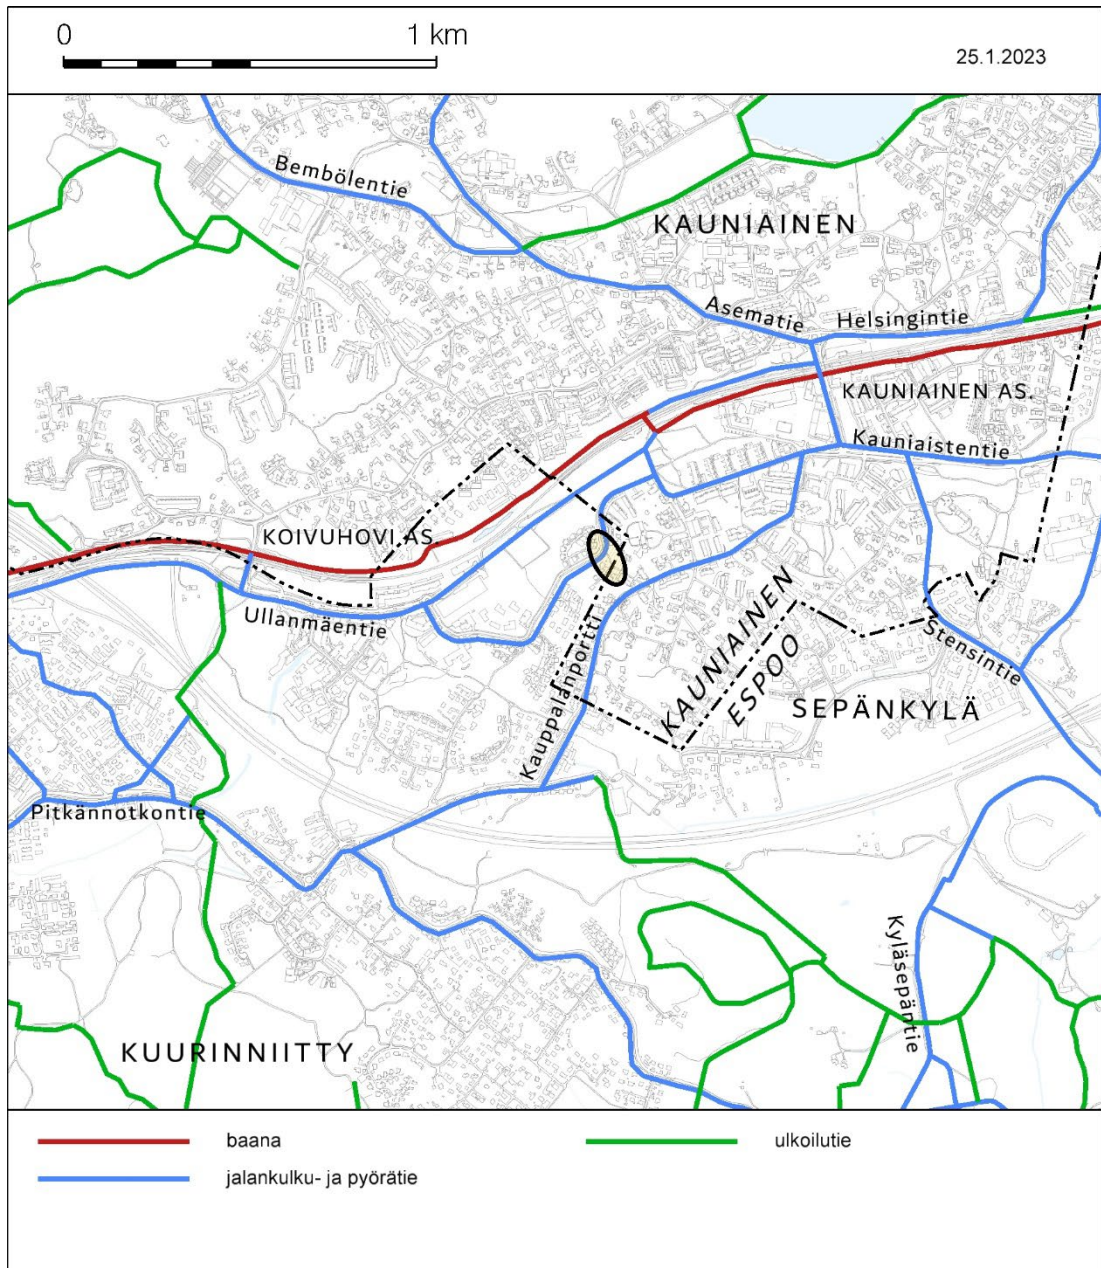 0 1 km
25.1.2023
Bembölentie
KAUNIAINEN
Asematie
Helsingintie
KAUNIAINEN AS.
Kauniaistentie
KOIVUHOVI AS.
Ullanmäentie
Kauppalanportti
KAUNIAINEN
ESPOO
Stensintie
SEPÄNKYLÄ
Pitkännotkontie
Kyläsepäntie
KUURINNIITTY
baana
ulkoilutie
jalankulku- ja pyörätie